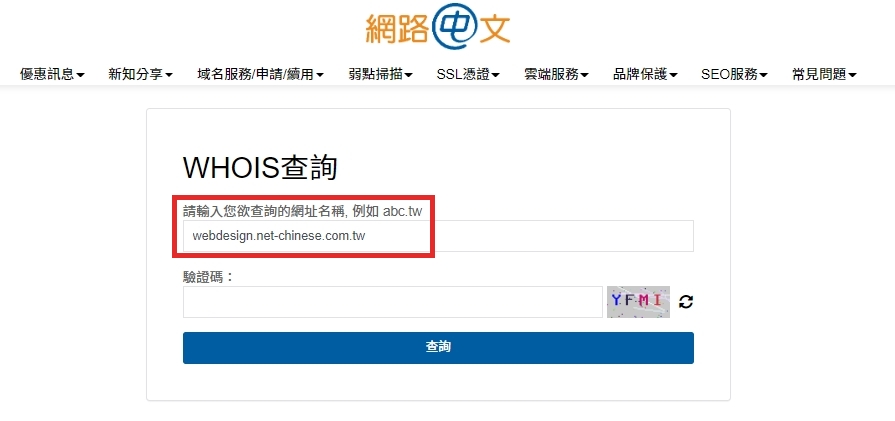 網路中文
優惠訊息 新知分享 域名服務/申請/續用 弱點掃描 SSL憑證 雲端服務 品牌保護 SEO服務 常見問題
WHOIS查詢
請輸入您欲查詢的網址名稱, 例如 abc.tw
webdesign.net-chinese.com.tw
驗證碼：
YFMI
查詢